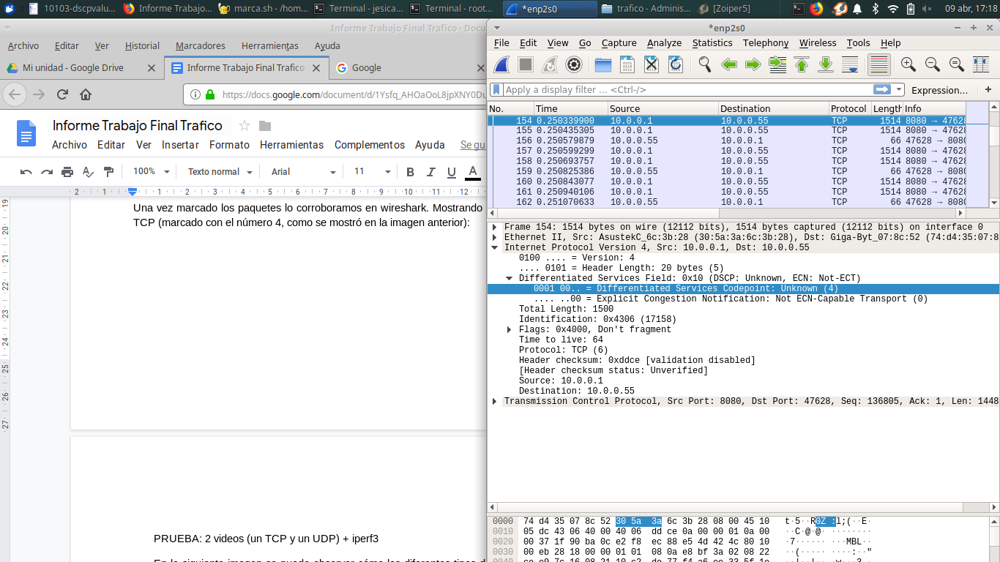 10103-dscpvalu...
Informe Trabajo...
marca.sh - /hom...
Terminal - jesica...
Terminal - root...
*enp2s0
trafico - Adminis...
[Zoiper5]
09 abr, 17:18
Informe Trabajo Final Trafico - Docu
Archivo Editar Ver Historial Marcadores Herramientas Ayuda
Mi unidad - Google Drive
Informe Trabajo Final Trafico
Google
https://docs.google.com/document/d/1Ysfq_AHOaOoL8jpXNY0Du
Informe Trabajo Final Trafico
Archivo Editar Ver Insertar Formato Herramientas Complementos Ayuda Se gu
100% Texto normal Arial 11 B I U A
2 1 1 2 3 4 5 6 7 8 9 10 11 12
19
20
21
22
23
24
25
26
27
Una vez marcado los paquetes lo corroboramos en wireshark. Mostrando
TCP (marcado con el número 4, como se mostró en la imagen anterior):
PRUEBA: 2 videos (un TCP y un UDP) + iperf3
*enp2s0
File Edit View Go Capture Analyze Statistics Telephony Wireless Tools Help
Apply a display filter ... <Ctrl-/>
Expression...
+
No. Time Source Destination Protocol Length Info
154 0.250339900 10.0.0.1 10.0.0.55 TCP 1514 8080 → 47628
155 0.250435305 10.0.0.1 10.0.0.55 TCP 1514 8080 → 47628
156 0.250579879 10.0.0.55 10.0.0.1 TCP 66 47628 → 8080
157 0.250599299 10.0.0.1 10.0.0.55 TCP 1514 8080 → 47628
158 0.250693757 10.0.0.1 10.0.0.55 TCP 1514 8080 → 47628
159 0.250825386 10.0.0.55 10.0.0.1 TCP 66 47628 → 8080
160 0.250843077 10.0.0.1 10.0.0.55 TCP 1514 8080 → 47628
161 0.250940106 10.0.0.1 10.0.0.55 TCP 1514 8080 → 47628
162 0.251070633 10.0.0.55 10.0.0.1 TCP 66 47628 → 8080
Frame 154: 1514 bytes on wire (12112 bits), 1514 bytes captured (12112 bits) on interface 0
Ethernet II, Src: AsustekC_6c:3b:28 (30:5a:3a:6c:3b:28), Dst: Giga-Byt_07:8c:52 (74:d4:35:07:8
Internet Protocol Version 4, Src: 10.0.0.1, Dst: 10.0.0.55
0100 .... = Version: 4
.... 0101 = Header Length: 20 bytes (5)
Differentiated Services Field: 0x10 (DSCP: Unknown, ECN: Not-ECT)
0001 00.. = Differentiated Services Codepoint: Unknown (4)
.... ..00 = Explicit Congestion Notification: Not ECN-Capable Transport (0)
Total Length: 1500
Identification: 0x4306 (17158)
Flags: 0x4000, Don't fragment
Time to live: 64
Protocol: TCP (6)
Header checksum: 0xddce [validation disabled]
[Header checksum status: Unverified]
Source: 10.0.0.1
Destination: 10.0.0.55
Transmission Control Protocol, Src Port: 8080, Dst Port: 47628, Seq: 136805, Ack: 1, Len: 1448
0000 74 d4 35 07 8c 52 30 5a 3a 6c 3b 28 08 00 45 10 t·5··R0Z :l;(··E·
0010 05 dc 43 06 40 00 40 06 dd ce 0a 00 00 01 0a 00 ··C·@·@· ········
0020 00 37 1f 90 ba 0c e2 f8 ec 88 e5 4d 42 4c 80 10 ·7······ ···MBL··
0030 00 eb 28 18 00 00 01 01 08 0a e8 bf 3a 02 08 22 ··(····· ····:··"